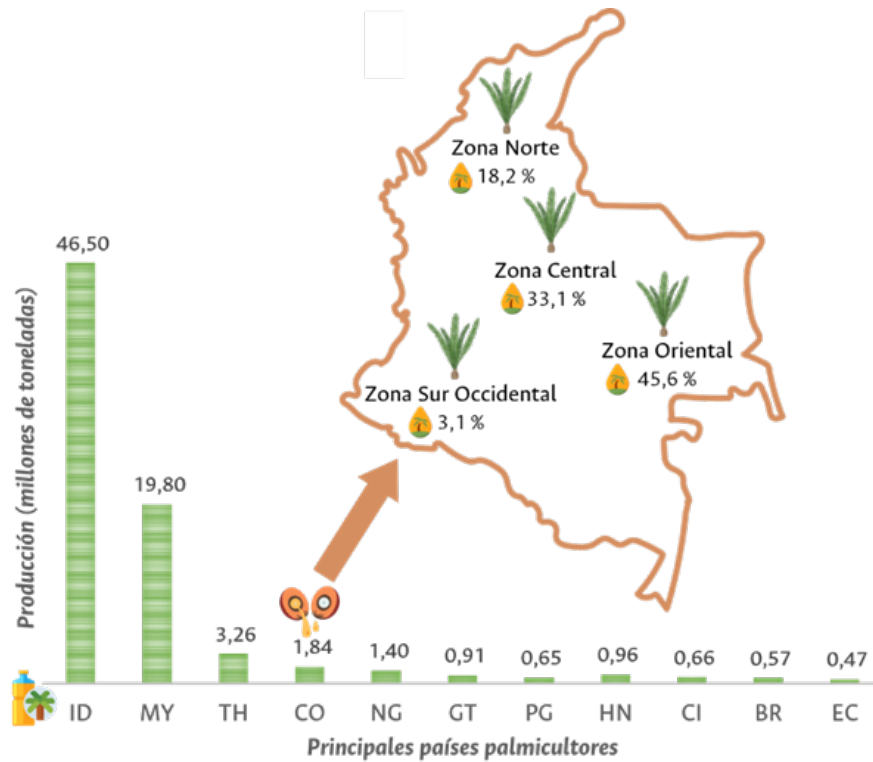 Zona Norte
18,2 %
Zona Central
33,1 %
Zona Oriental
45,6 %
Zona Sur Occidental
3,1 %
Producción (millones de toneladas)
46,50
19,80
3,26
1,84
1,40
0,91
0,65
0,96
0,66
0,57
0,47
ID MY TH CO NG GT PG HN CI BR EC
Principales países palmicultores